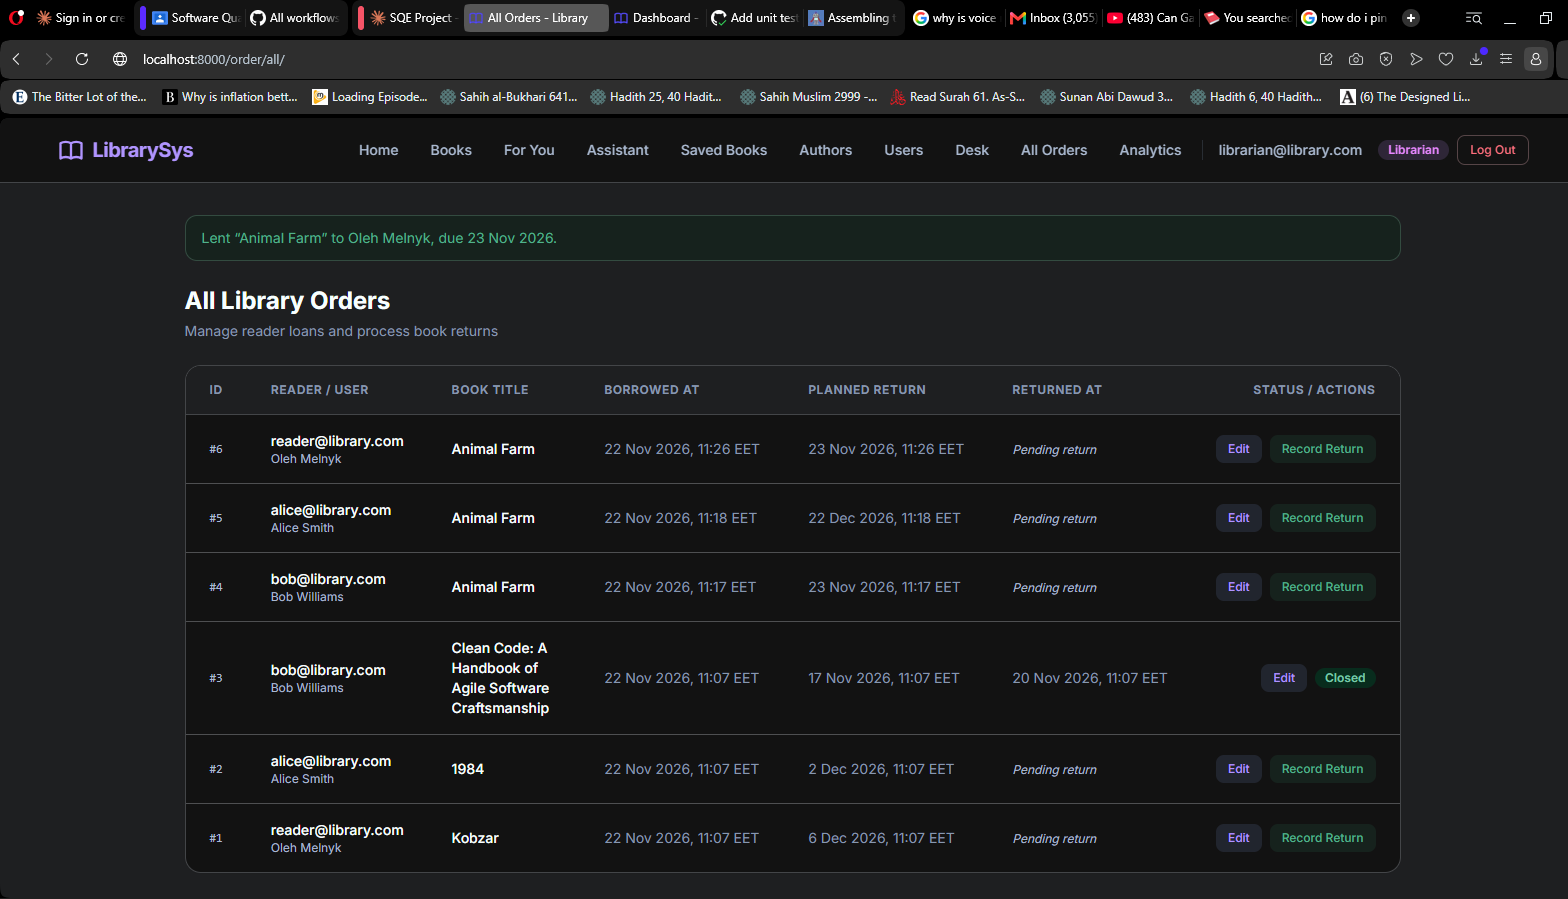 Sign in or cre
Software Qua
All workflows
SQE Project -
All Orders - Library
Dashboard -
Add unit test
Assembling t
why is voice
Inbox (3,055)
(483) Can Ga
You searched
how do i pin
localhost:8000/order/all/
The Bitter Lot of the...
Why is inflation bett...
Loading Episode...
Sahih al-Bukhari 641...
Hadith 25, 40 Hadit...
Sahih Muslim 2999 -...
Read Surah 61. As-S...
Sunan Abi Dawud 3...
Hadith 6, 40 Hadith...
(6) The Designed Li...
LibrarySys
Home
Books
For You
Assistant
Saved Books
Authors
Users
Desk
All Orders
Analytics
librarian@library.com
Librarian
Log Out
Lent “Animal Farm” to Oleh Melnyk, due 23 Nov 2026.
All Library Orders
Manage reader loans and process book returns
ID READER / USER BOOK TITLE BORROWED AT PLANNED RETURN RETURNED AT STATUS / ACTIONS
#6 reader@library.com Animal Farm 22 Nov 2026, 11:26 EET 23 Nov 2026, 11:26 EET Pending return Edit Record Return
Oleh Melnyk
#5 alice@library.com Animal Farm 22 Nov 2026, 11:18 EET 22 Dec 2026, 11:18 EET Pending return Edit Record Return
Alice Smith
#4 bob@library.com Animal Farm 22 Nov 2026, 11:17 EET 23 Nov 2026, 11:17 EET Pending return Edit Record Return
Bob Williams
#3 bob@library.com
Bob Williams
Clean Code: A
Handbook of
Agile Software
Craftsmanship
22 Nov 2026, 11:07 EET 17 Nov 2026, 11:07 EET 20 Nov 2026, 11:07 EET Edit Closed
#2 alice@library.com 1984 22 Nov 2026, 11:07 EET 2 Dec 2026, 11:07 EET Pending return Edit Record Return
Alice Smith
#1 reader@library.com Kobzar 22 Nov 2026, 11:07 EET 6 Dec 2026, 11:07 EET Pending return Edit Record Return
Oleh Melnyk